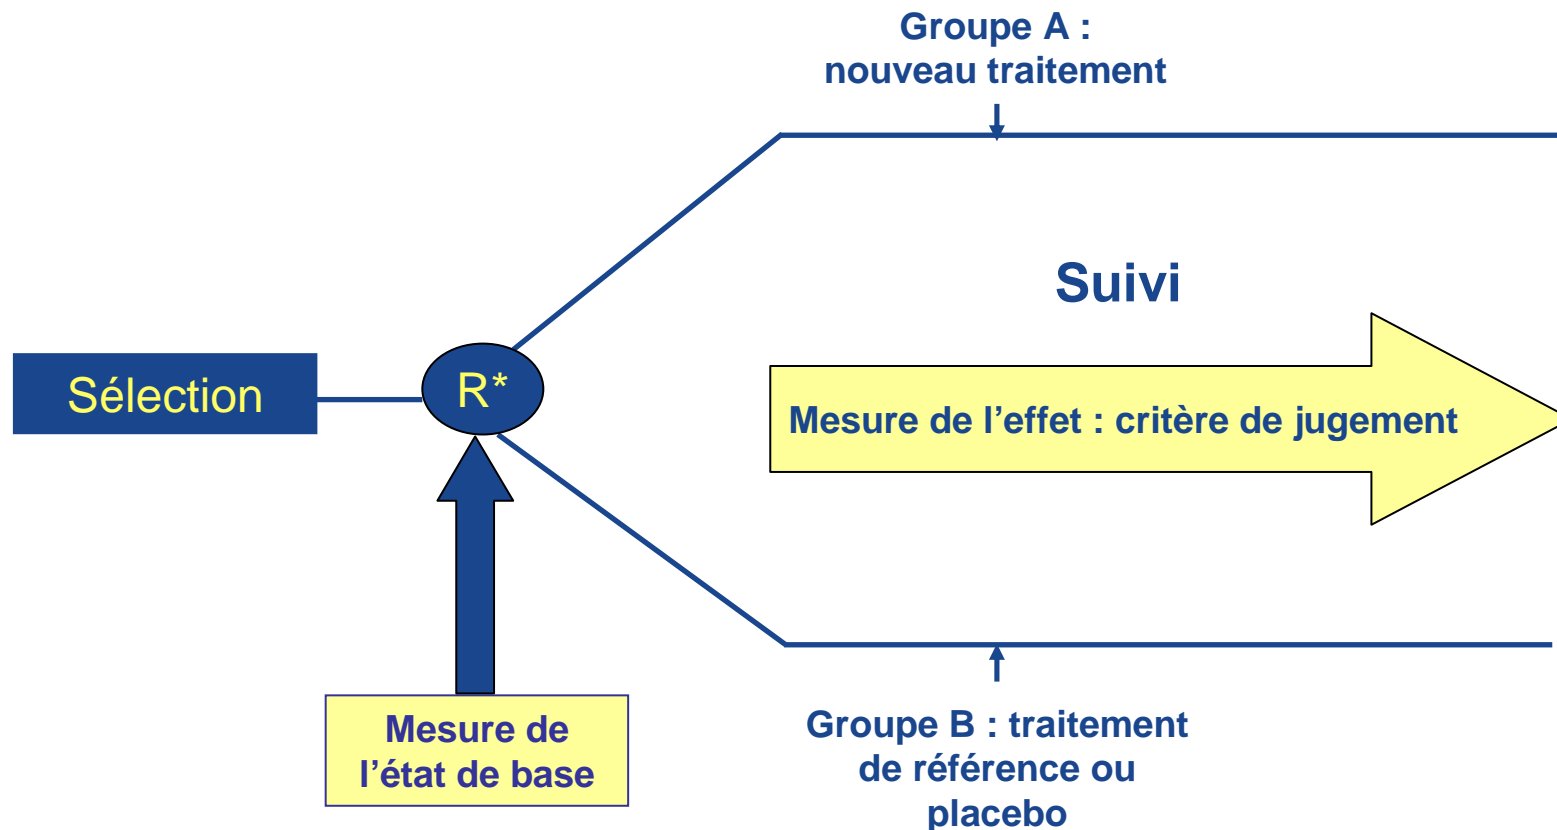 Groupe A :
nouveau traitement
Suivi
Sélection
R*
Mesure de l’effet : critère de jugement
Mesure de
l’état de base
Groupe B : traitement
de référence ou
placebo